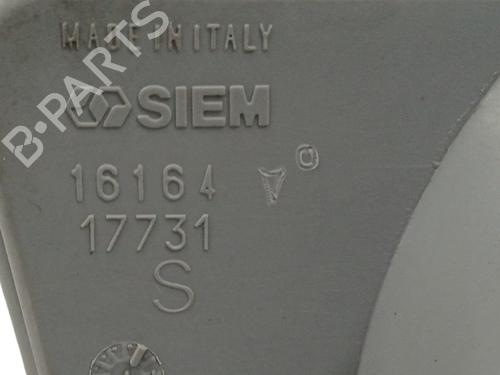 MADE IN ITALY
SIEM
16164
17731
S
B-PARTS